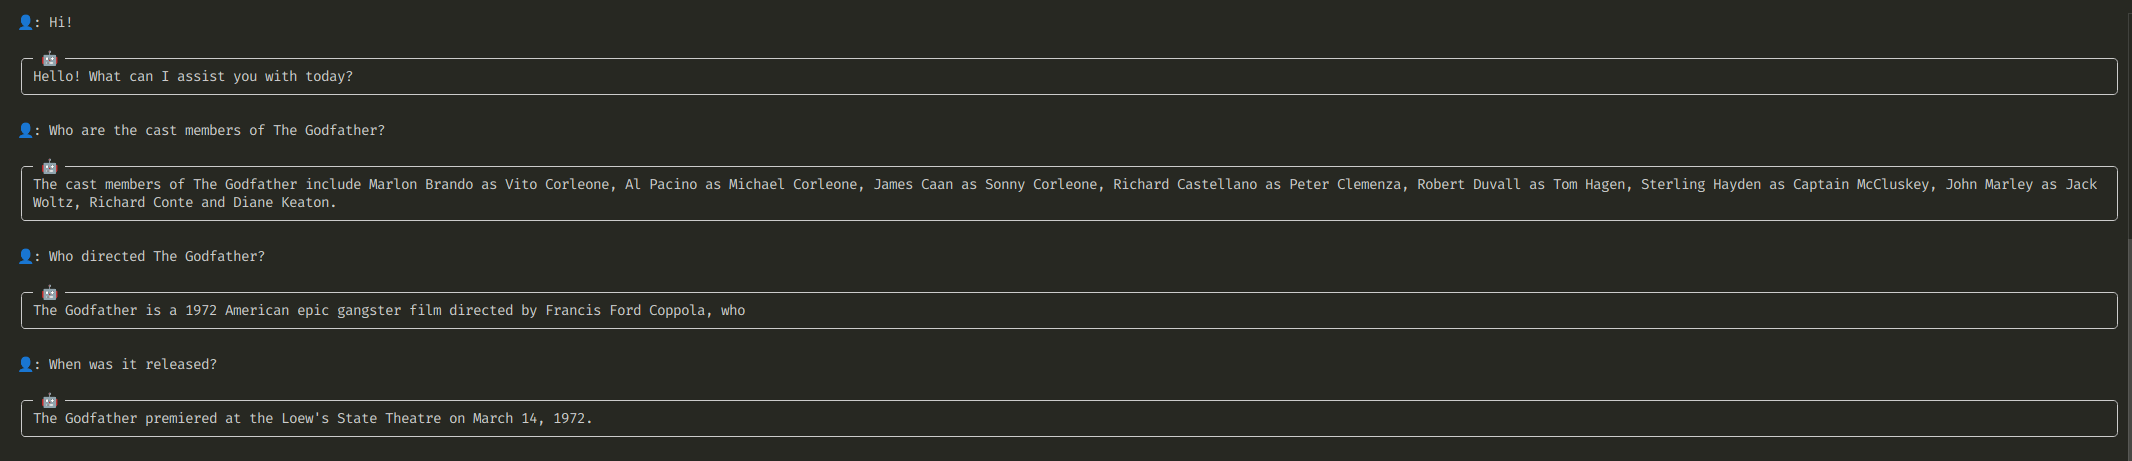 👤: Hi!
🤖
Hello! What can I assist you with today?
👤: Who are the cast members of The Godfather?
🤖
The cast members of The Godfather include Marlon Brando as Vito Corleone, Al Pacino as Michael Corleone, James Caan as Sonny Corleone, Richard Castellano as Peter Clemenza, Robert Duvall as Tom Hagen, Sterling Hayden as Captain McCluskey, John Marley as Jack
Woltz, Richard Conte and Diane Keaton.
👤: Who directed The Godfather?
🤖
The Godfather is a 1972 American epic gangster film directed by Francis Ford Coppola, who
👤: When was it released?
🤖
The Godfather premiered at the Loew's State Theatre on March 14, 1972.